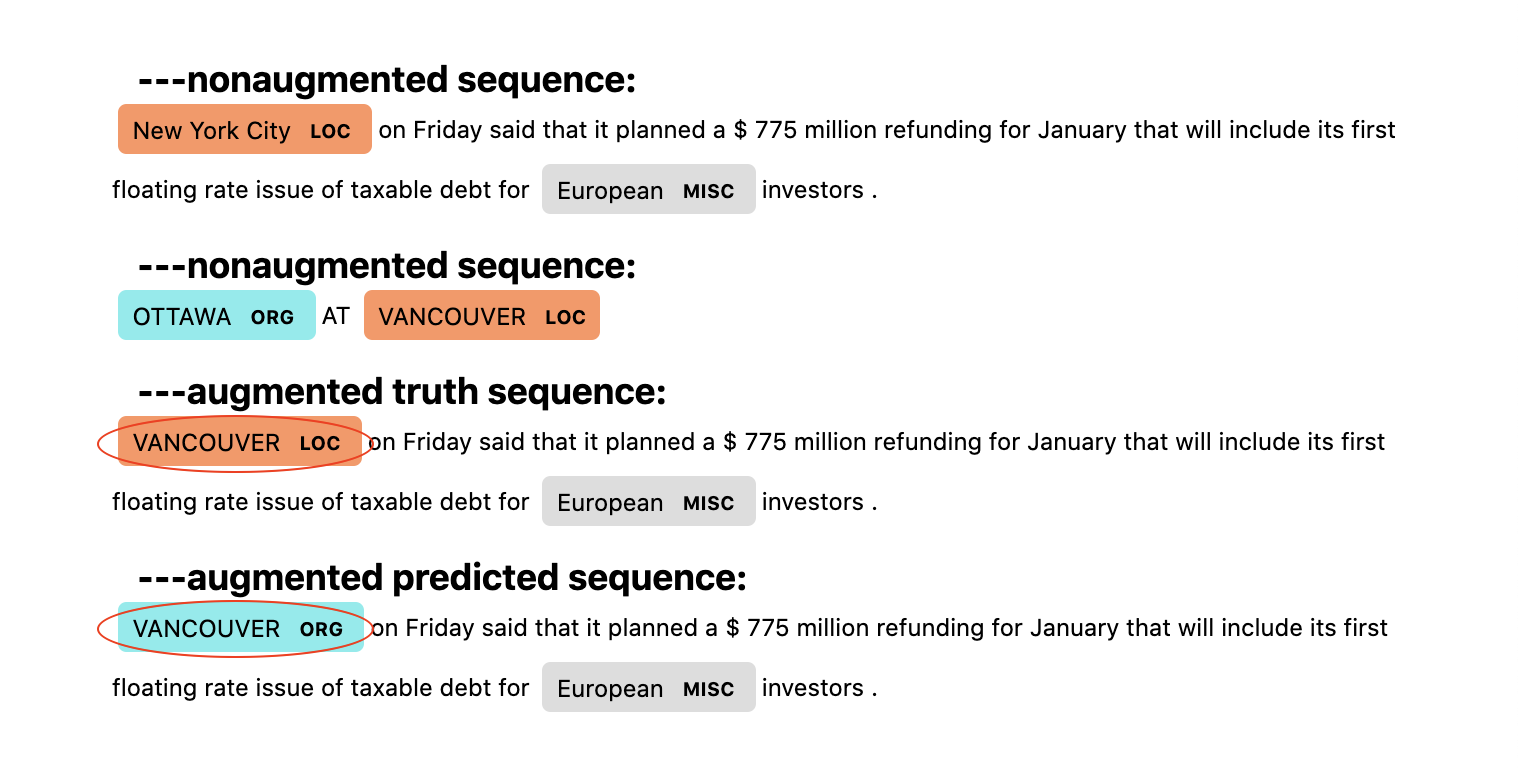 ---nonaugmented sequence:
New York City LOC on Friday said that it planned a $ 775 million refunding for January that will include its first
floating rate issue of taxable debt for European MISC investors .
---nonaugmented sequence:
OTTAWA ORG AT VANCOUVER LOC
---augmented truth sequence:
VANCOUVER LOC on Friday said that it planned a $ 775 million refunding for January that will include its first
floating rate issue of taxable debt for European MISC investors .
---augmented predicted sequence:
VANCOUVER ORG on Friday said that it planned a $ 775 million refunding for January that will include its first
floating rate issue of taxable debt for European MISC investors .